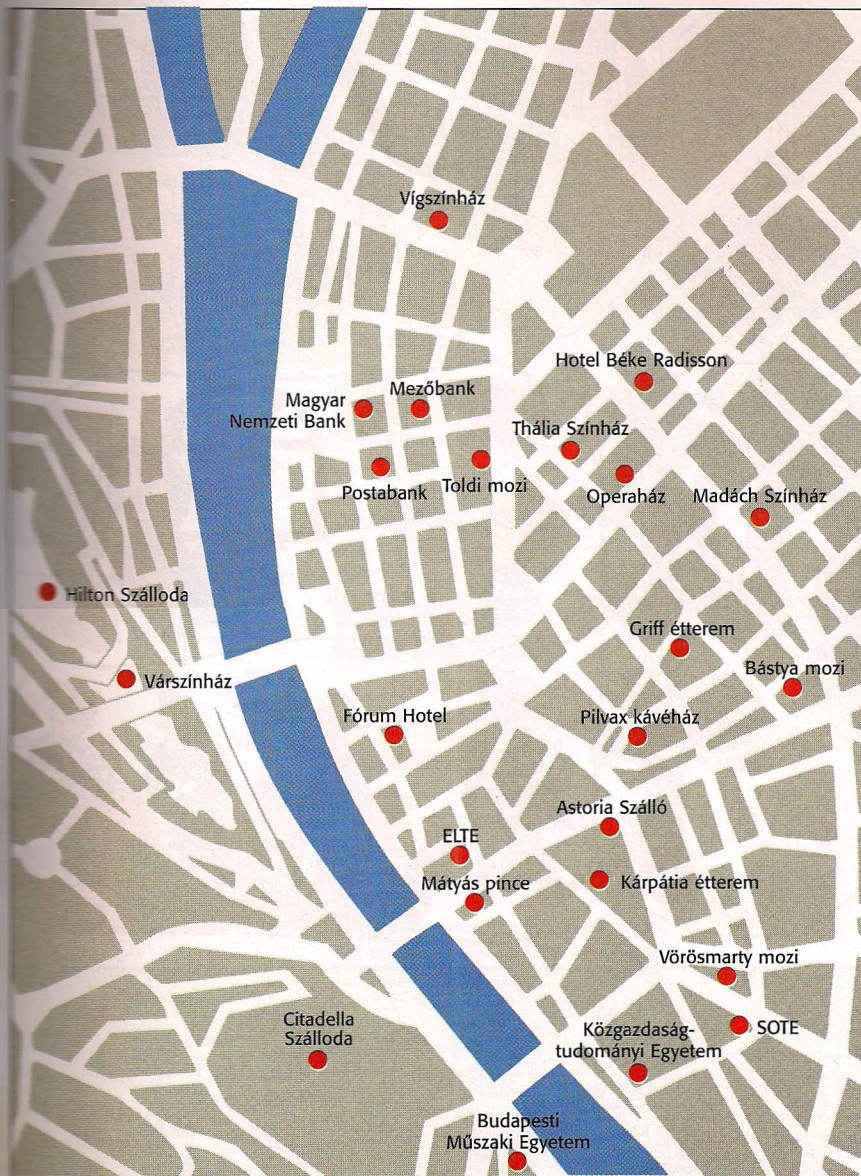 Vígszínház
Hotel Béke Radisson
Mezőbank
Magyar
Nemzeti Bank
Thália Színház
Postabank
Toldi mozi
Operaház
Madách Színház
Hilton Szálloda
Griff étterem
Bástya mozi
Várszínház
Fórum Hotel
Pilvax kávéház
Astoria Szálló
ELTE
Mátyás pince
Kárpátia étterem
Vörösmarty mozi
Citadella
Szálloda
Közgazdaság-
tudományi Egyetem
SOTE
Budapesti
Műszaki Egyetem